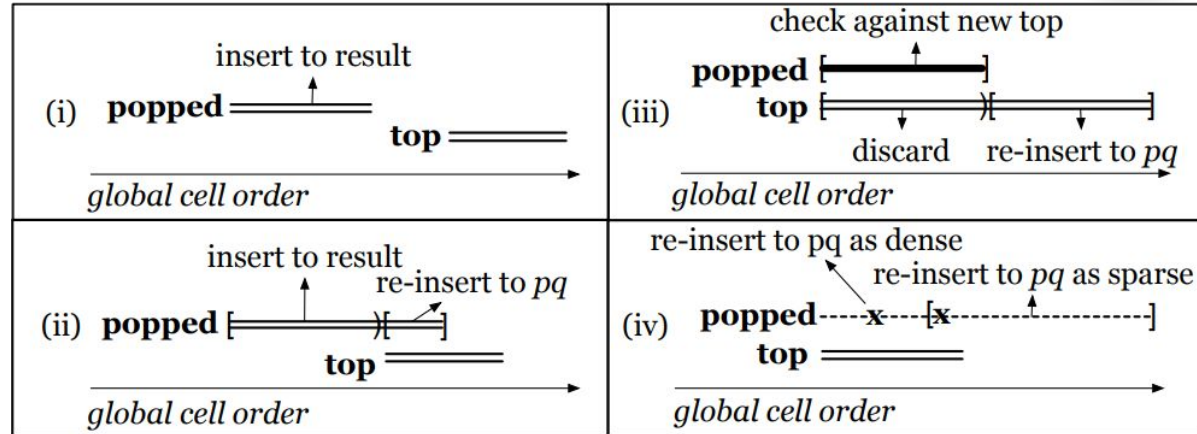 insert to result
(i) popped
top
global cell order
check against new top
popped [ ]
(iii) top [ )[ ]
discard re-insert to pq
global cell order
insert to result
re-insert to pq
(ii) popped [ )[ ]
top
global cell order
re-insert to pq as dense
re-insert to pq as sparse
(iv) popped x [x ]
top
global cell order